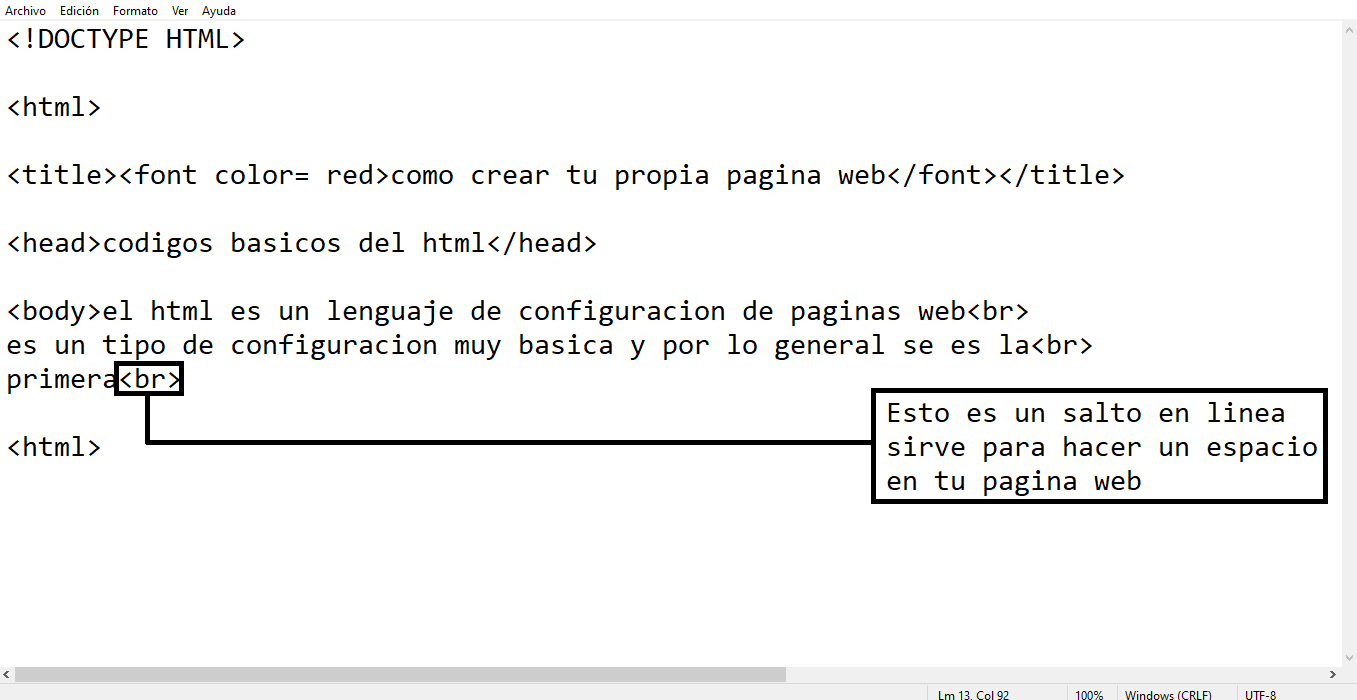 Archivo Edición Formato Ver Ayuda
<!DOCTYPE HTML>
<html>
<title><font color= red>como crear tu propia pagina web</font></title>
<head>codigos basicos del html</head>
<body>el html es un lenguaje de configuracion de paginas web<br>
es un tipo de configuracion muy basica y por lo general se es la<br>
primera<br>
<html>
Esto es un salto en linea
sirve para hacer un espacio
en tu pagina web
Lm 13, Col 92 100% Windows (CRLF) UTF-8